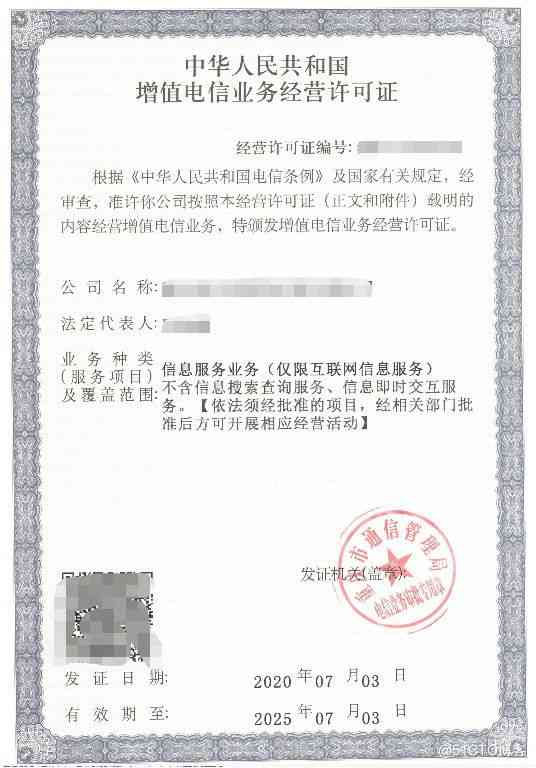 中华人民共和国
增值电信业务经营许可证
经营许可证编号:
根据《中华人民共和国电信条例》及国家有关规定，经
审查，准许你公司按照本经营许可证（正文和附件）载明的
内容经营增值电信业务，特颁发增值电信业务经营许可证。
公司名称:
法定代表人:
业务种类
(服务项目)
及覆盖范围:
信息服务业务（仅限互联网信息服务）
不含信息搜索查询服务、信息即时交互服
务。【依法须经批准的项目，经相关部门批
准后方可开展相应经营活动】
市通信管理局
电信业务审批专用章
发证机关(盖章):
发证日期: 2020年07月03日
有效期至: 2025年07月03日
@51CTO博客